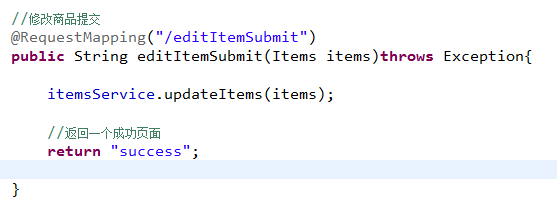 //修改商品提交
@RequestMapping("/editItemSubmit")
public String editItemSubmit(Items items)throws Exception{
itemsService.updateItems(items);
//返回一个成功页面
return "success";
}